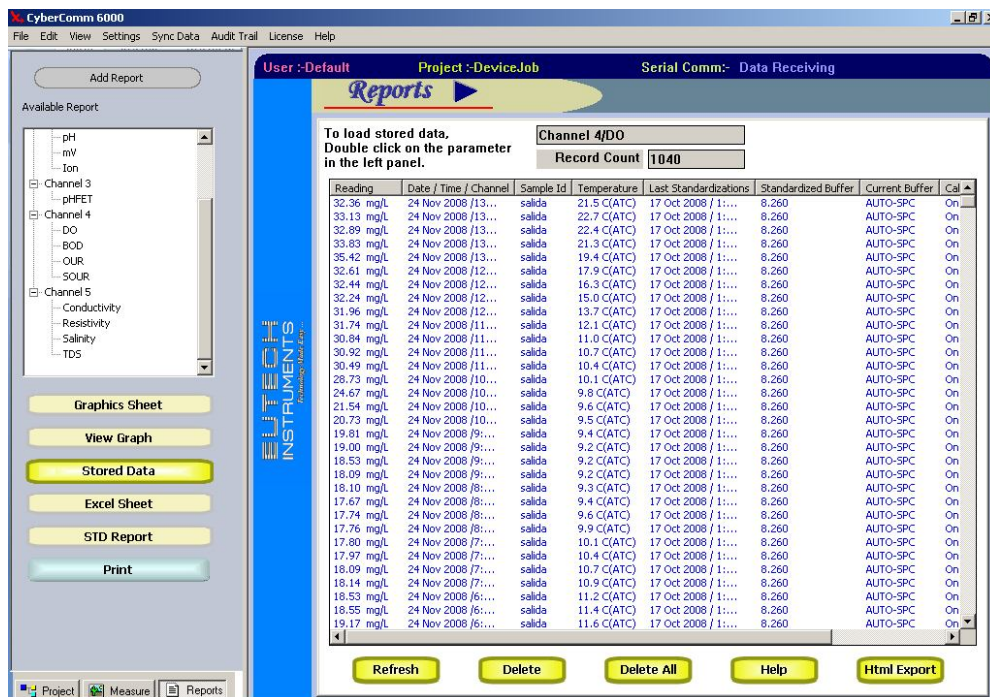 CyberComm 6000
File Edit View Settings Sync Data Audit Trail License Help
Add Report
Available Report
pH
mV
Ion
Channel 3
pHFET
Channel 4
DO
BOD
OUR
SOUR
Channel 5
Conductivity
Resistivity
Salinity
TDS
Graphics Sheet
View Graph
Stored Data
Excel Sheet
STD Report
Print
Project Measure Reports
User :-Default Project :-DeviceJob Serial Comm:- Data Receiving
Reports
EUTECH
INSTRUMENTS
Technology Made Easy...
To load stored data,
Double click on the parameter
in the left panel.
Channel 4/DO
Record Count 1040
Reading Date / Time / Channel Sample Id Temperature Last Standardizations Standardized Buffer Current Buffer Cal
32.36 mg/L 24 Nov 2008 /13... salida 21.5 C(ATC) 17 Oct 2008 / 1:... 8.260 AUTO-SPC On
33.13 mg/L 24 Nov 2008 /13... salida 22.7 C(ATC) 17 Oct 2008 / 1:... 8.260 AUTO-SPC On
32.89 mg/L 24 Nov 2008 /13... salida 22.4 C(ATC) 17 Oct 2008 / 1:... 8.260 AUTO-SPC On
33.83 mg/L 24 Nov 2008 /13... salida 21.3 C(ATC) 17 Oct 2008 / 1:... 8.260 AUTO-SPC On
35.42 mg/L 24 Nov 2008 /13... salida 19.4 C(ATC) 17 Oct 2008 / 1:... 8.260 AUTO-SPC On
32.61 mg/L 24 Nov 2008 /12... salida 17.9 C(ATC) 17 Oct 2008 / 1:... 8.260 AUTO-SPC On
32.44 mg/L 24 Nov 2008 /12... salida 16.3 C(ATC) 17 Oct 2008 / 1:... 8.260 AUTO-SPC On
32.24 mg/L 24 Nov 2008 /12... salida 15.0 C(ATC) 17 Oct 2008 / 1:... 8.260 AUTO-SPC On
31.96 mg/L 24 Nov 2008 /12... salida 13.7 C(ATC) 17 Oct 2008 / 1:... 8.260 AUTO-SPC On
31.74 mg/L 24 Nov 2008 /11... salida 12.1 C(ATC) 17 Oct 2008 / 1:... 8.260 AUTO-SPC On
30.84 mg/L 24 Nov 2008 /11... salida 11.0 C(ATC) 17 Oct 2008 / 1:... 8.260 AUTO-SPC On
30.92 mg/L 24 Nov 2008 /11... salida 10.7 C(ATC) 17 Oct 2008 / 1:... 8.260 AUTO-SPC On
30.49 mg/L 24 Nov 2008 /11... salida 10.4 C(ATC) 17 Oct 2008 / 1:... 8.260 AUTO-SPC On
28.73 mg/L 24 Nov 2008 /10... salida 10.1 C(ATC) 17 Oct 2008 / 1:... 8.260 AUTO-SPC On
24.67 mg/L 24 Nov 2008 /10... salida 9.8 C(ATC) 17 Oct 2008 / 1:... 8.260 AUTO-SPC On
21.54 mg/L 24 Nov 2008 /10... salida 9.6 C(ATC) 17 Oct 2008 / 1:... 8.260 AUTO-SPC On
20.73 mg/L 24 Nov 2008 /10... salida 9.5 C(ATC) 17 Oct 2008 / 1:... 8.260 AUTO-SPC On
19.81 mg/L 24 Nov 2008 /9:... salida 9.4 C(ATC) 17 Oct 2008 / 1:... 8.260 AUTO-SPC On
19.00 mg/L 24 Nov 2008 /9:... salida 9.2 C(ATC) 17 Oct 2008 / 1:... 8.260 AUTO-SPC On
18.53 mg/L 24 Nov 2008 /9:... salida 9.2 C(ATC) 17 Oct 2008 / 1:... 8.260 AUTO-SPC On
18.09 mg/L 24 Nov 2008 /9:... salida 9.2 C(ATC) 17 Oct 2008 / 1:... 8.260 AUTO-SPC On
18.10 mg/L 24 Nov 2008 /8:... salida 9.3 C(ATC) 17 Oct 2008 / 1:... 8.260 AUTO-SPC On
17.67 mg/L 24 Nov 2008 /8:... salida 9.4 C(ATC) 17 Oct 2008 / 1:... 8.260 AUTO-SPC On
17.74 mg/L 24 Nov 2008 /8:... salida 9.6 C(ATC) 17 Oct 2008 / 1:... 8.260 AUTO-SPC On
17.76 mg/L 24 Nov 2008 /8:... salida 9.9 C(ATC) 17 Oct 2008 / 1:... 8.260 AUTO-SPC On
17.80 mg/L 24 Nov 2008 /7:... salida 10.1 C(ATC) 17 Oct 2008 / 1:... 8.260 AUTO-SPC On
17.97 mg/L 24 Nov 2008 /7:... salida 10.4 C(ATC) 17 Oct 2008 / 1:... 8.260 AUTO-SPC On
18.09 mg/L 24 Nov 2008 /7:... salida 10.7 C(ATC) 17 Oct 2008 / 1:... 8.260 AUTO-SPC On
18.14 mg/L 24 Nov 2008 /7:... salida 10.9 C(ATC) 17 Oct 2008 / 1:... 8.260 AUTO-SPC On
18.53 mg/L 24 Nov 2008 /6:... salida 11.2 C(ATC) 17 Oct 2008 / 1:... 8.260 AUTO-SPC On
18.55 mg/L 24 Nov 2008 /6:... salida 11.4 C(ATC) 17 Oct 2008 / 1:... 8.260 AUTO-SPC On
19.17 mg/L 24 Nov 2008 /6:... salida 11.6 C(ATC) 17 Oct 2008 / 1:... 8.260 AUTO-SPC On
Refresh Delete Delete All Help Html Export